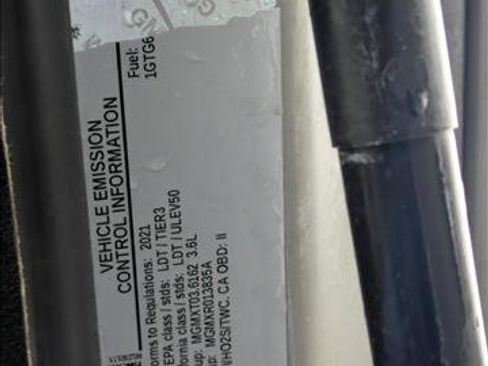 VEHICLE EMISSION
CONTROL INFORMATION
Fuel:
1GTG6
orms to Regulations: 2021
EPA class / stds: LDT / TIER3
ifornia class / stds: LDT / ULEV50
up: MGMXT03.6162 3.6L
p: MGMXR013835A
/HO2S/TWC, CA OBD: II